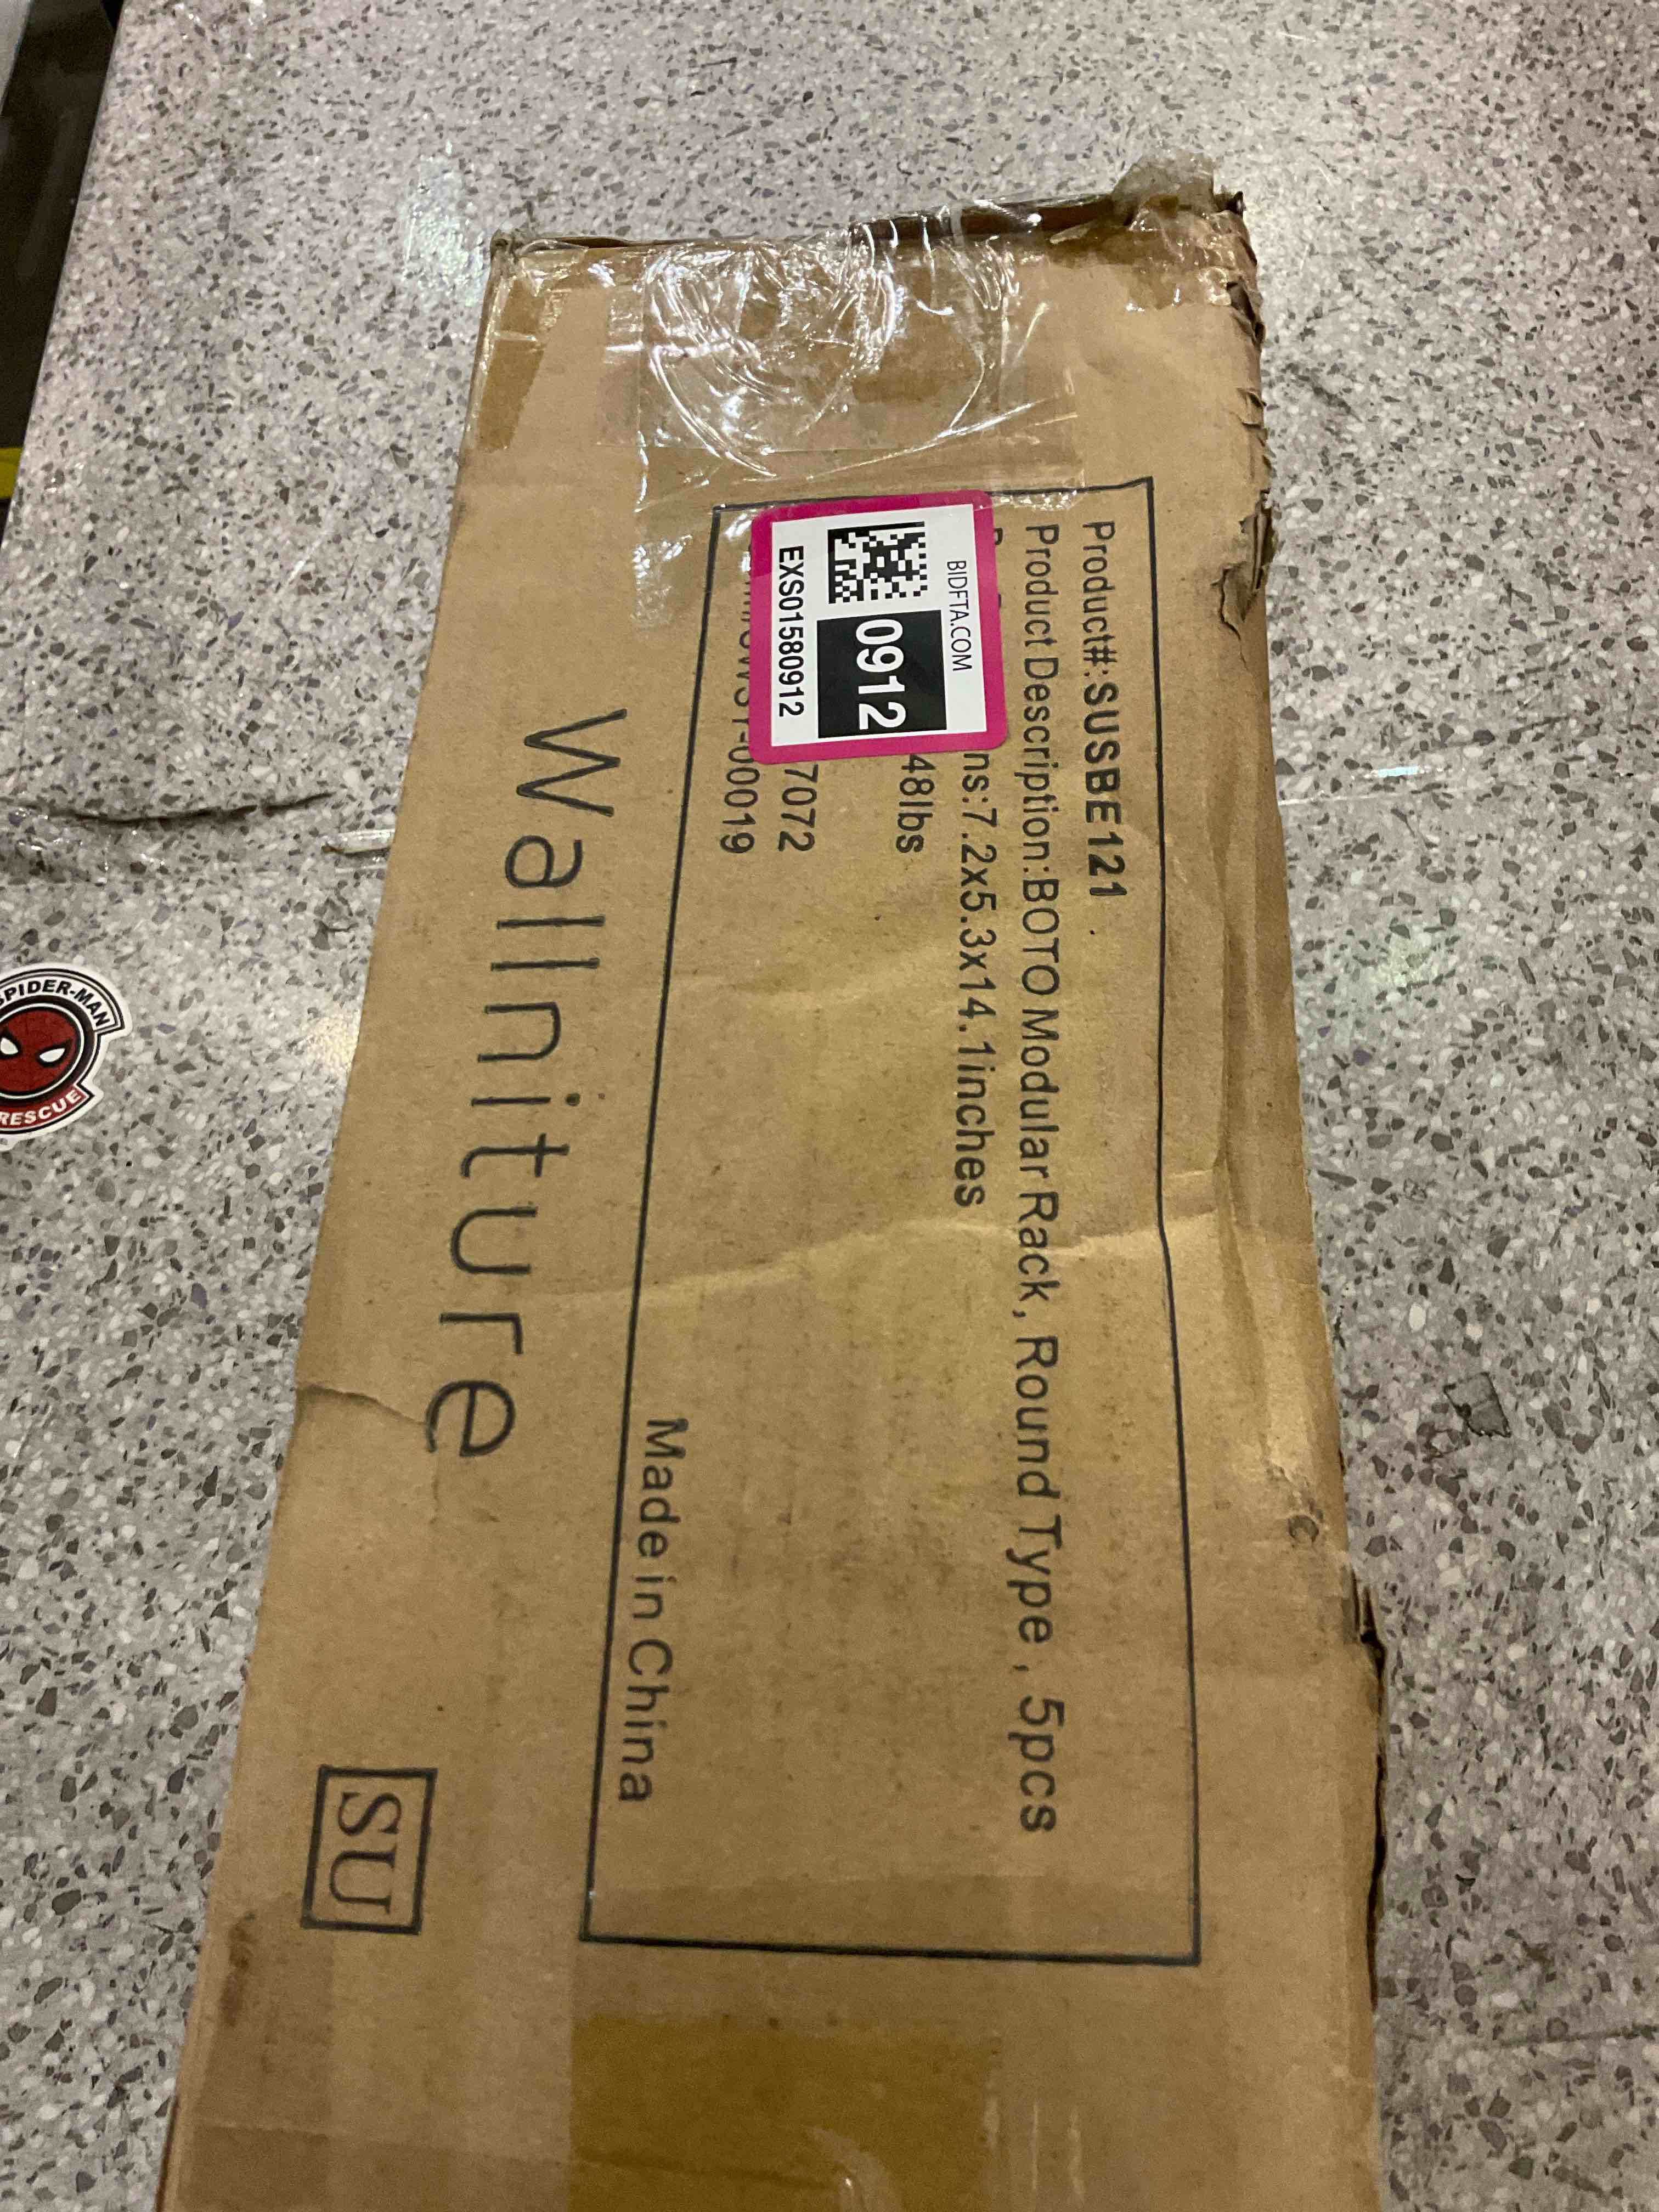 Product#:SUSBE121
Product Description:BOTO Modular Rack, Round Type , 5pcs
ns:7.2x5.3x14.1inches
48lbs
7072
-00019
Made in China
BIDFTA.COM
0912
EXS01580912
Wallniture
SU
SPIDER-MAN
RESCUE